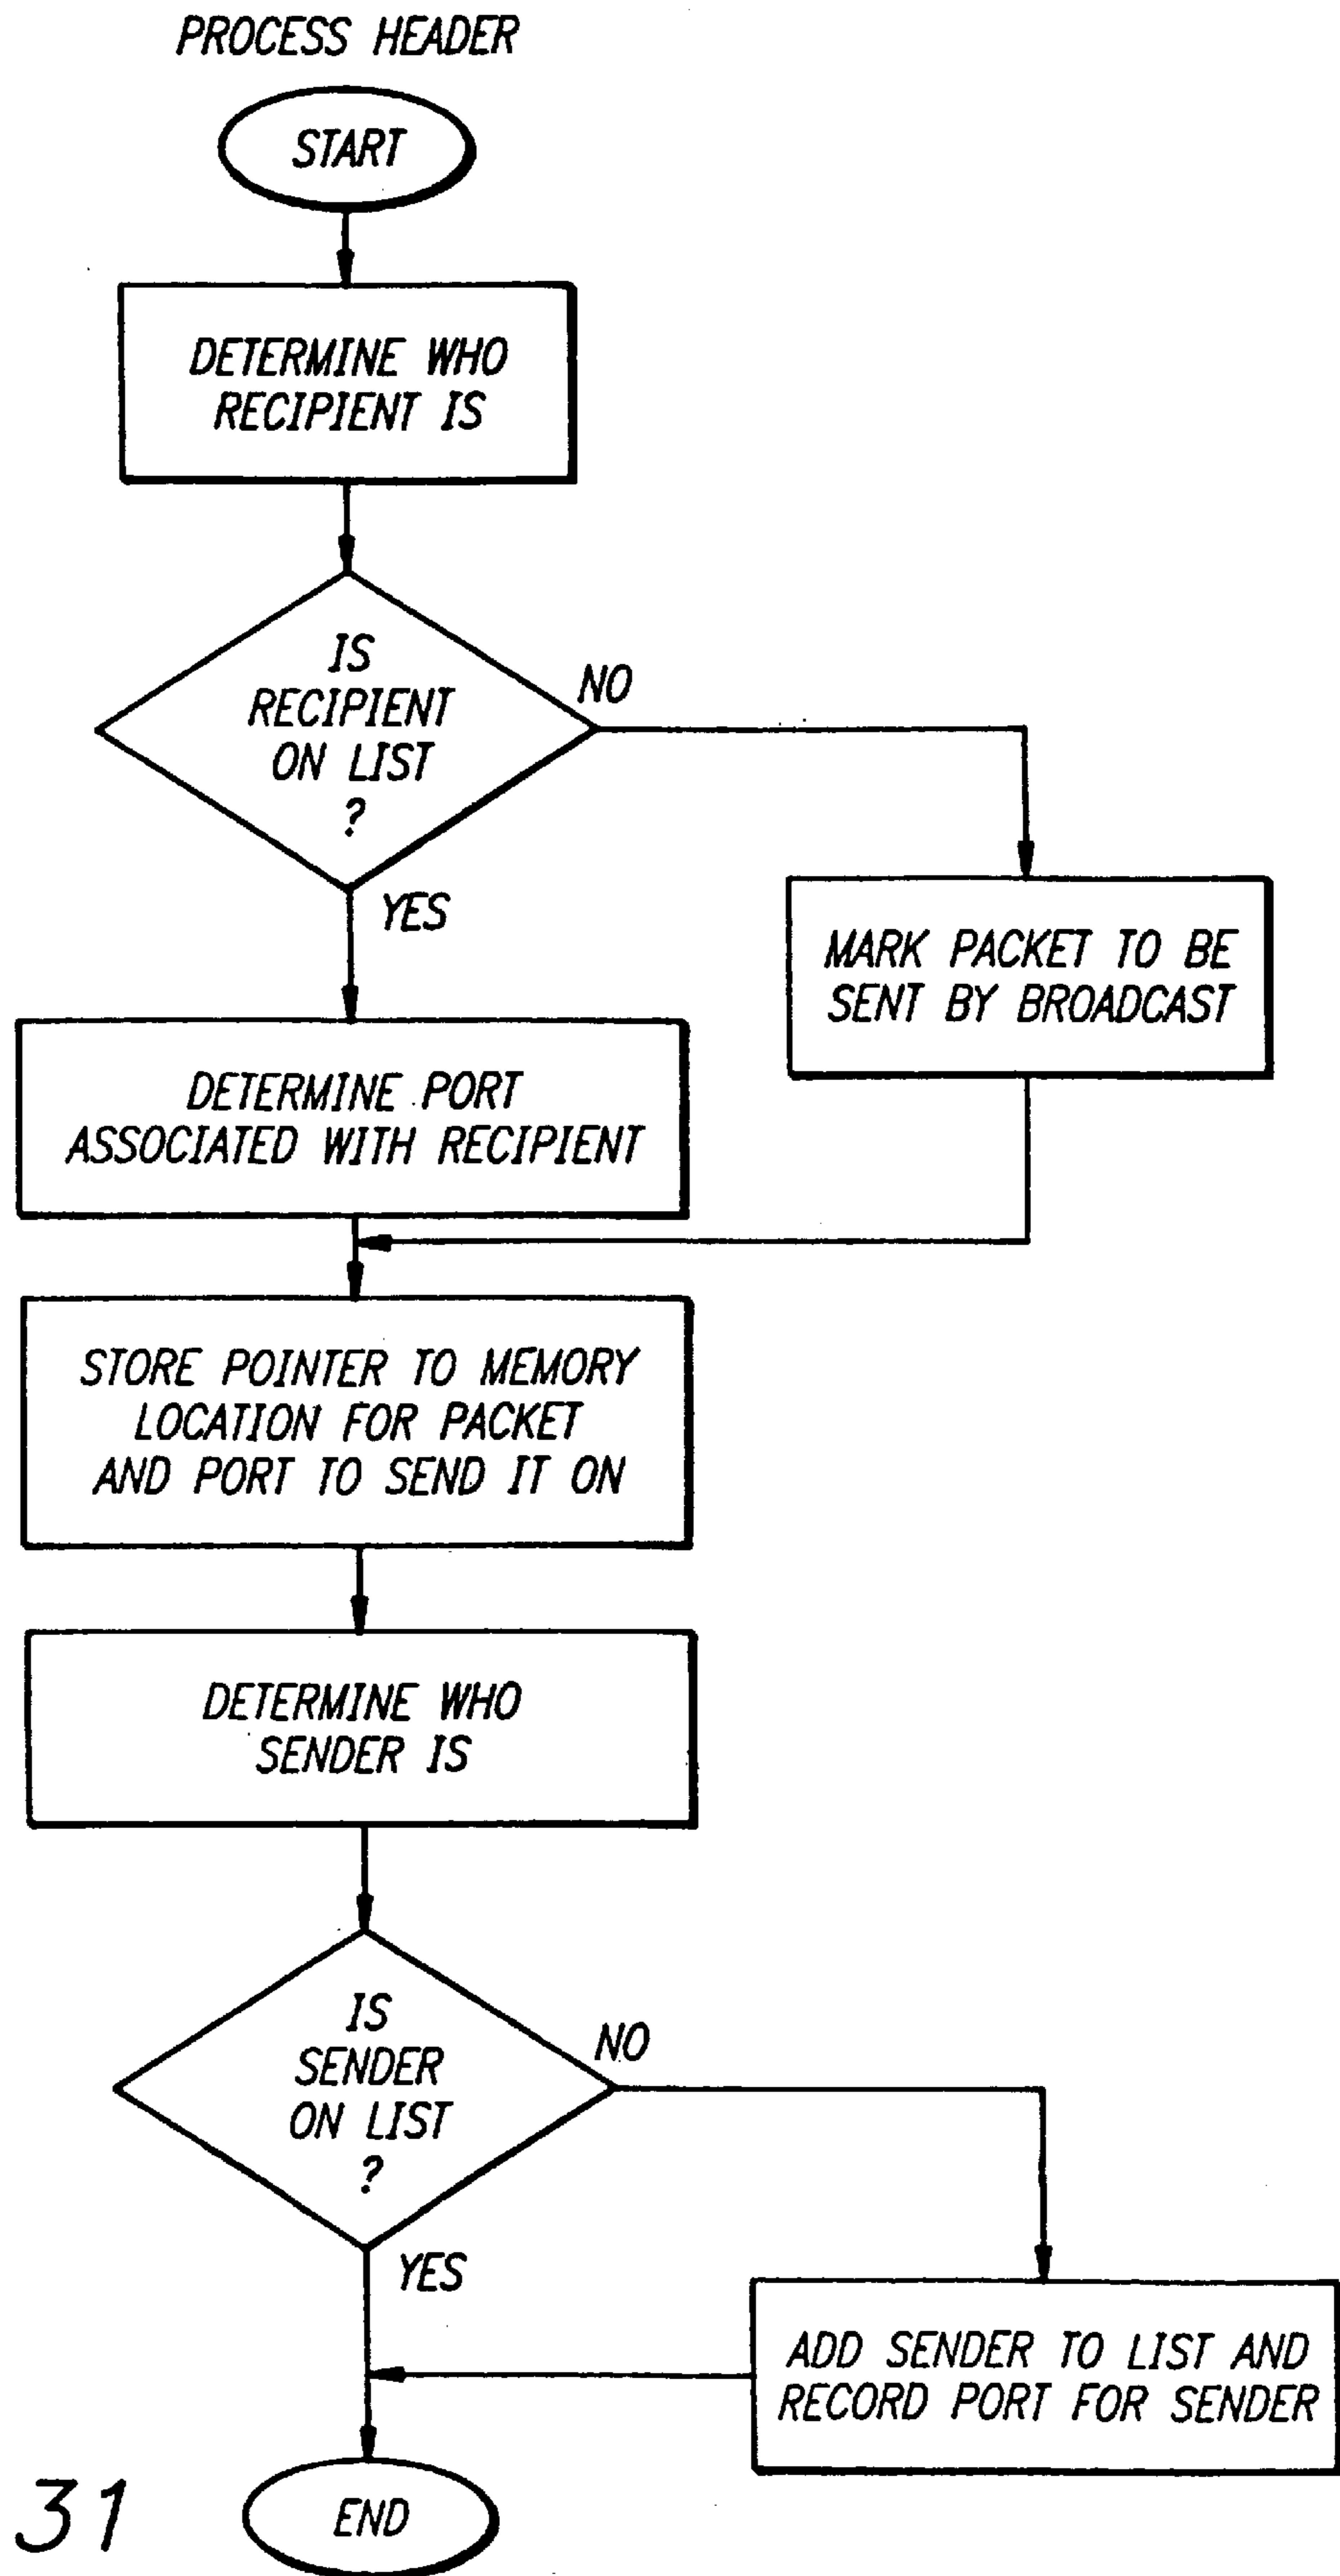 PROCESS HEADER
START
DETERMINE WHO
RECIPIENT IS
IS
RECIPIENT
ON LIST
?
NO
YES
MARK PACKET TO BE
SENT BY BROADCAST
DETERMINE PORT
ASSOCIATED WITH RECIPIENT
STORE POINTER TO MEMORY
LOCATION FOR PACKET
AND PORT TO SEND IT ON
DETERMINE WHO
SENDER IS
IS
SENDER
ON LIST
?
NO
YES
ADD SENDER TO LIST AND
RECORD PORT FOR SENDER
END
31